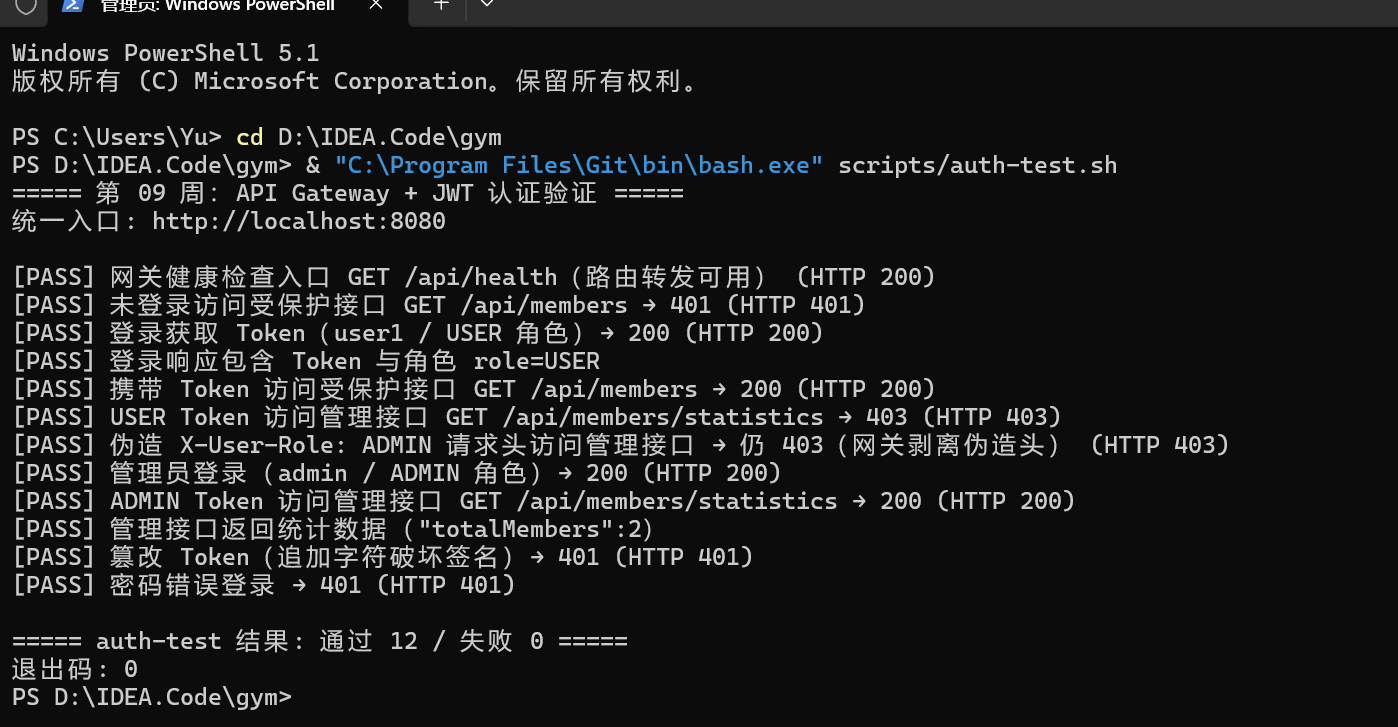 管理员: Windows PowerShell
Windows PowerShell 5.1
版权所有 (C) Microsoft Corporation。保留所有权利。
PS C:\Users\Yu> cd D:\IDEA.Code\gym
PS D:\IDEA.Code\gym> & "C:\Program Files\Git\bin\bash.exe" scripts/auth-test.sh
===== 第 09 周: API Gateway + JWT 认证验证 =====
统一入口: http://localhost:8080
[PASS] 网关健康检查入口 GET /api/health（路由转发可用） (HTTP 200)
[PASS] 未登录访问受保护接口 GET /api/members → 401 (HTTP 401)
[PASS] 登录获取 Token（user1 / USER 角色）→ 200 (HTTP 200)
[PASS] 登录响应包含 Token 与角色 role=USER
[PASS] 携带 Token 访问受保护接口 GET /api/members → 200 (HTTP 200)
[PASS] USER Token 访问管理接口 GET /api/members/statistics → 403 (HTTP 403)
[PASS] 伪造 X-User-Role: ADMIN 请求头访问管理接口 → 仍 403（网关剥离伪造头） (HTTP 403)
[PASS] 管理员登录（admin / ADMIN 角色）→ 200 (HTTP 200)
[PASS] ADMIN Token 访问管理接口 GET /api/members/statistics → 200 (HTTP 200)
[PASS] 管理接口返回统计数据（"totalMembers":2）
[PASS] 篡改 Token（追加字符破坏签名）→ 401 (HTTP 401)
[PASS] 密码错误登录 → 401 (HTTP 401)
===== auth-test 结果: 通过 12 / 失败 0 =====
退出码: 0
PS D:\IDEA.Code\gym>